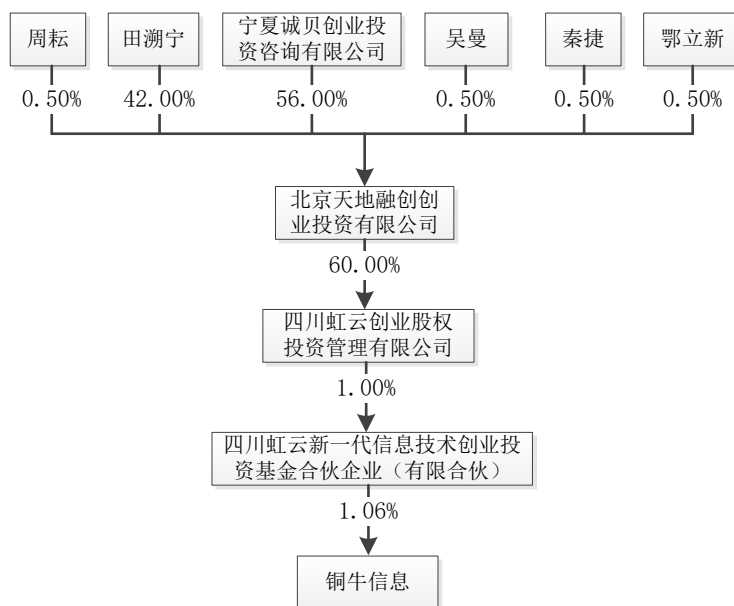 周耘
田溯宁
宁夏诚贝创业投
资咨询有限公司
吴曼
秦捷
鄂立新
0.50%
42.00%
56.00%
0.50%
0.50%
0.50%
北京天地融创创
业投资有限公司
60.00%
四川虹云创业股权
投资管理有限公司
1.00%
四川虹云新一代信息技术创业投
资基金合伙企业（有限合伙）
1.06%
铜牛信息